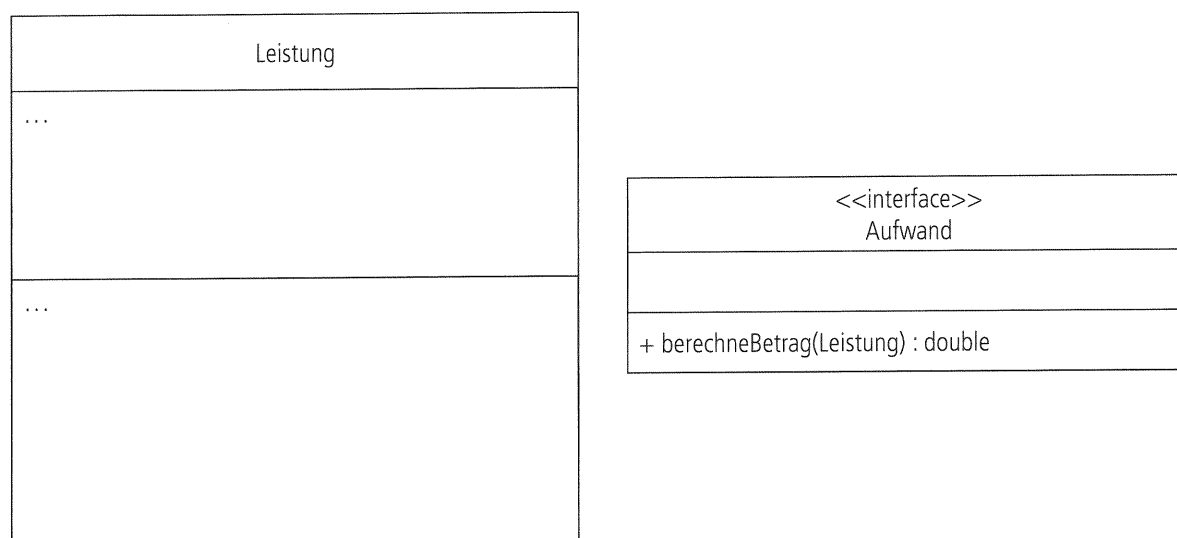 Leistung
...
...
<<interface>>
Aufwand
+ berechneBetrag(Leistung) : double